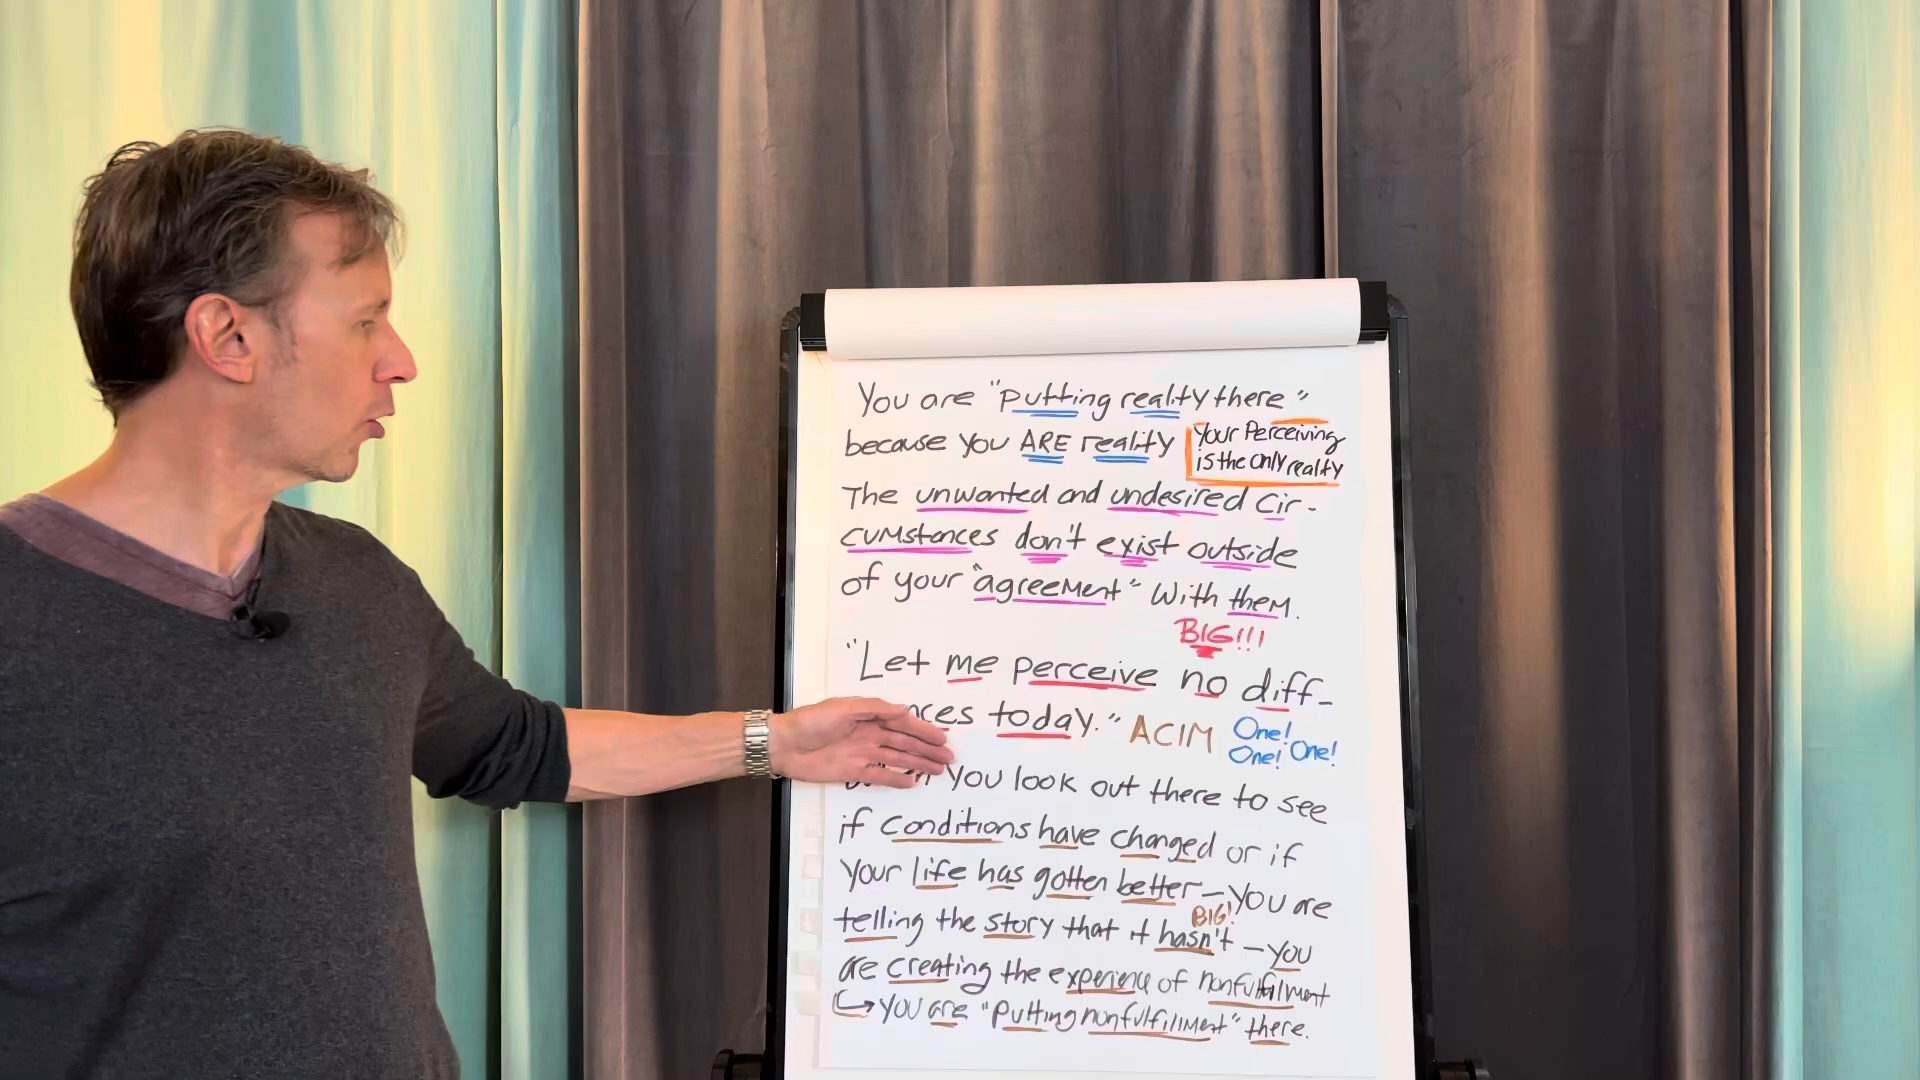 You are "putting reality there"
because you ARE reality
Your Perceiving
is the only realty
The unwanted and undesired cir-
cumstances don't exist outside
of your "agreement" with them.
BIG!!!
"Let me perceive no diff-
ces today." ACIM
One!
One! One!
you look out there to see
if conditions have changed or if
your life has gotten better – you are
BIG!
telling the story that it hasn't – you
are creating the experience of nonfulfillment
↳ you are "putting nonfulfillment" there.